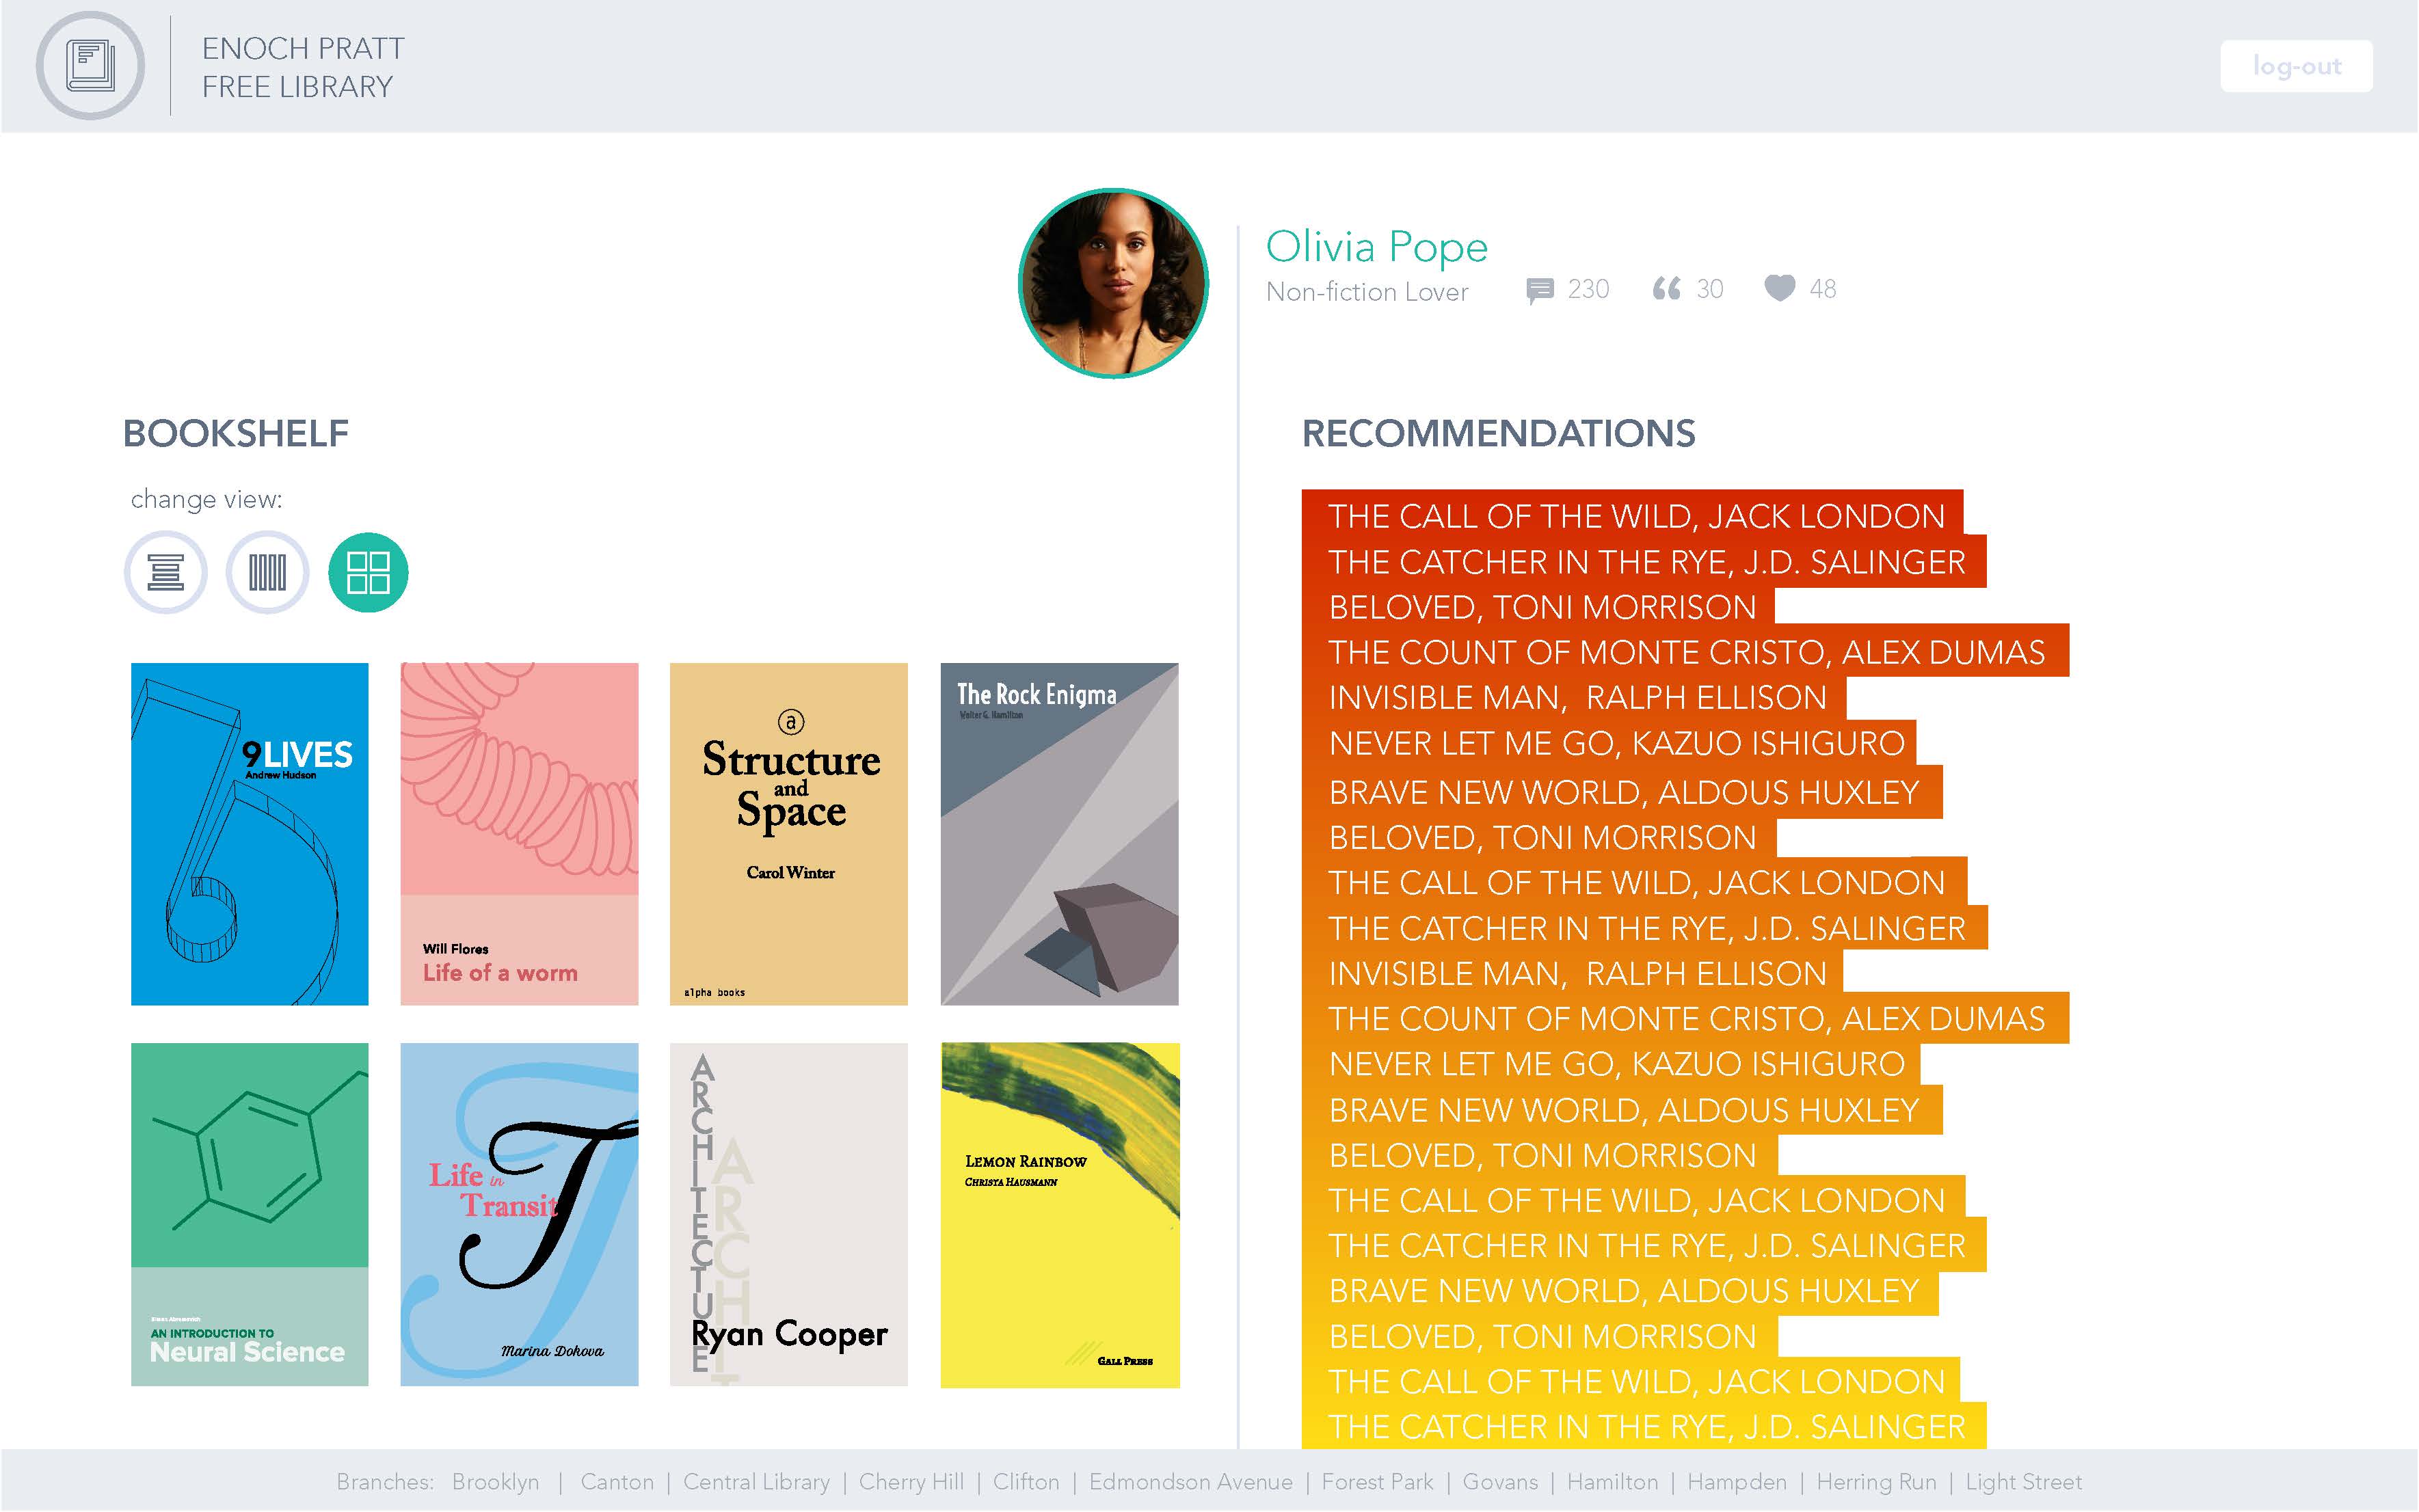 ENOCH PRATT
FREE LIBRARY
log-out
Olivia Pope
Non-fiction Lover
230
30
48
BOOKSHELF
change view:
9LIVES
Andrew Hudson
Will Flores
Life of a worm
a
Structure
and
Space
Carol Winter
alpha books
The Rock Enigma
Walter G. Hamilton
AN INTRODUCTION TO
Neural Science
Life in
Transit
T
Marina Dokova
ARCHITECTURE
ARCHIT
Ryan Cooper
LEMON RAINBOW
CHRISTA HAUSMANN
GALL PRESS
RECOMMENDATIONS
THE CALL OF THE WILD, JACK LONDON
THE CATCHER IN THE RYE, J.D. SALINGER
BELOVED, TONI MORRISON
THE COUNT OF MONTE CRISTO, ALEX DUMAS
INVISIBLE MAN, RALPH ELLISON
NEVER LET ME GO, KAZUO ISHIGURO
BRAVE NEW WORLD, ALDOUS HUXLEY
BELOVED, TONI MORRISON
THE CALL OF THE WILD, JACK LONDON
THE CATCHER IN THE RYE, J.D. SALINGER
INVISIBLE MAN, RALPH ELLISON
THE COUNT OF MONTE CRISTO, ALEX DUMAS
NEVER LET ME GO, KAZUO ISHIGURO
BRAVE NEW WORLD, ALDOUS HUXLEY
BELOVED, TONI MORRISON
THE CALL OF THE WILD, JACK LONDON
THE CATCHER IN THE RYE, J.D. SALINGER
BRAVE NEW WORLD, ALDOUS HUXLEY
BELOVED, TONI MORRISON
THE CALL OF THE WILD, JACK LONDON
THE CATCHER IN THE RYE, J.D. SALINGER
Branches: Brooklyn | Canton | Central Library | Cherry Hill | Clifton | Edmondson Avenue | Forest Park | Govans | Hamilton | Hampden | Herring Run | Light Street